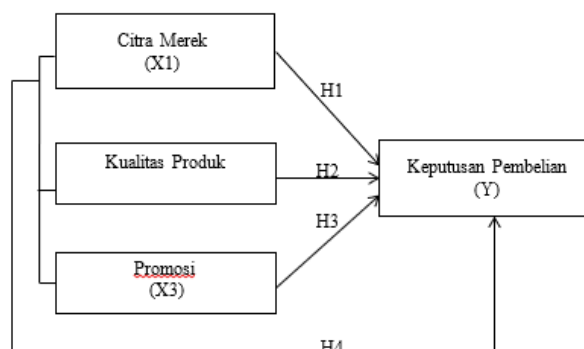 Citra Merek
(X1)
H1
Kualitas Produk
H2
Keputusan Pembelian
(Y)
H3
Promosi
(X3)
H4